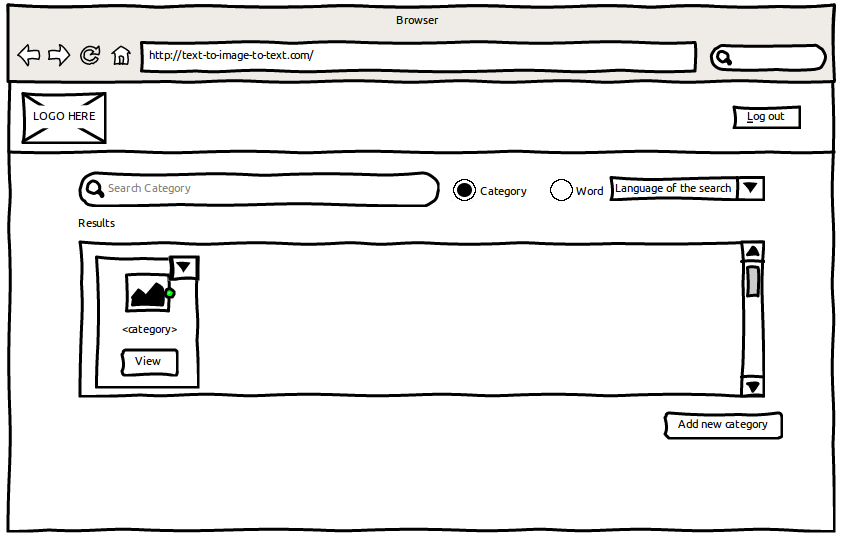 Browser
http://text-to-image-to-text.com/
LOGO HERE
Log out
Search Category
Category
Word
Language of the search
Results
<category>
View
Add new category